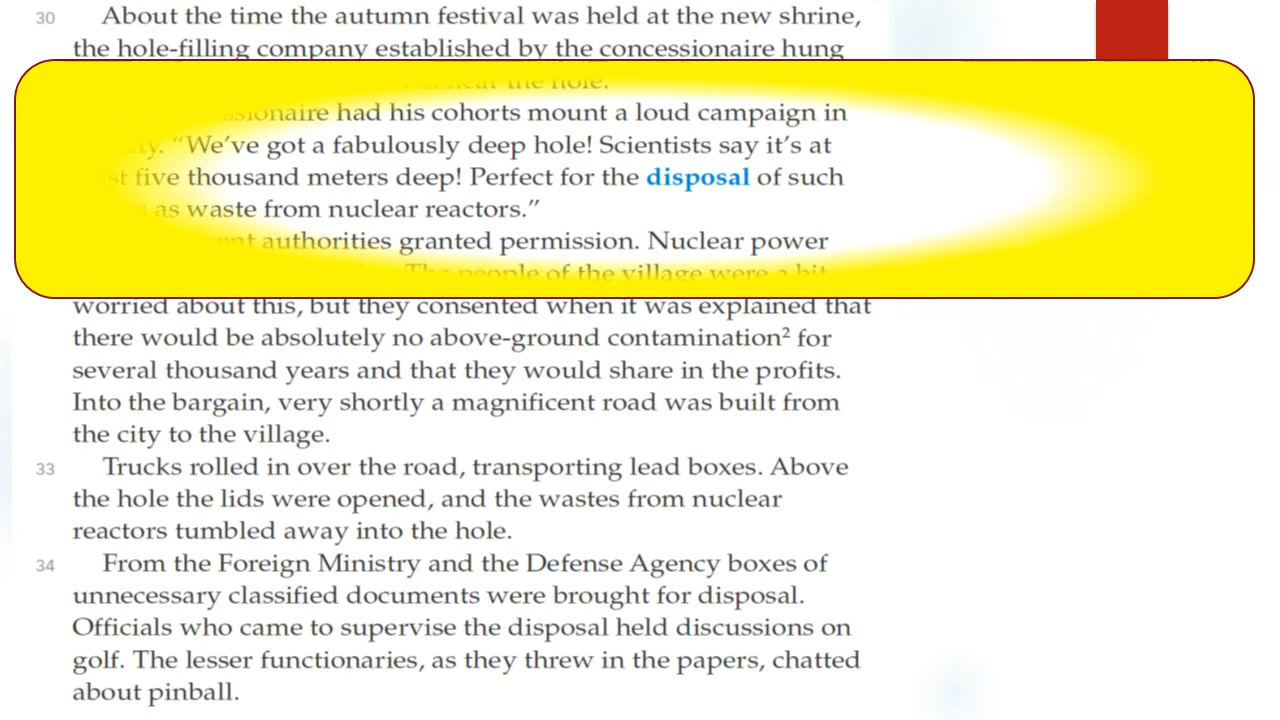 30 About the time the autumn festival was held at the new shrine,
the hole-filling company established by the concessionaire hung
the hole.
had his cohorts mount a loud campaign in
“We’ve got a fabulously deep hole! Scientists say it’s at
five thousand meters deep! Perfect for the disposal of such
as waste from nuclear reactors.”
authorities granted permission. Nuclear power
The people of the village were a bit
worried about this, but they consented when it was explained that
there would be absolutely no above-ground contamination² for
several thousand years and that they would share in the profits.
Into the bargain, very shortly a magnificent road was built from
the city to the village.
33 Trucks rolled in over the road, transporting lead boxes. Above
the hole the lids were opened, and the wastes from nuclear
reactors tumbled away into the hole.
34 From the Foreign Ministry and the Defense Agency boxes of
unnecessary classified documents were brought for disposal.
Officials who came to supervise the disposal held discussions on
golf. The lesser functionaries, as they threw in the papers, chatted
about pinball.